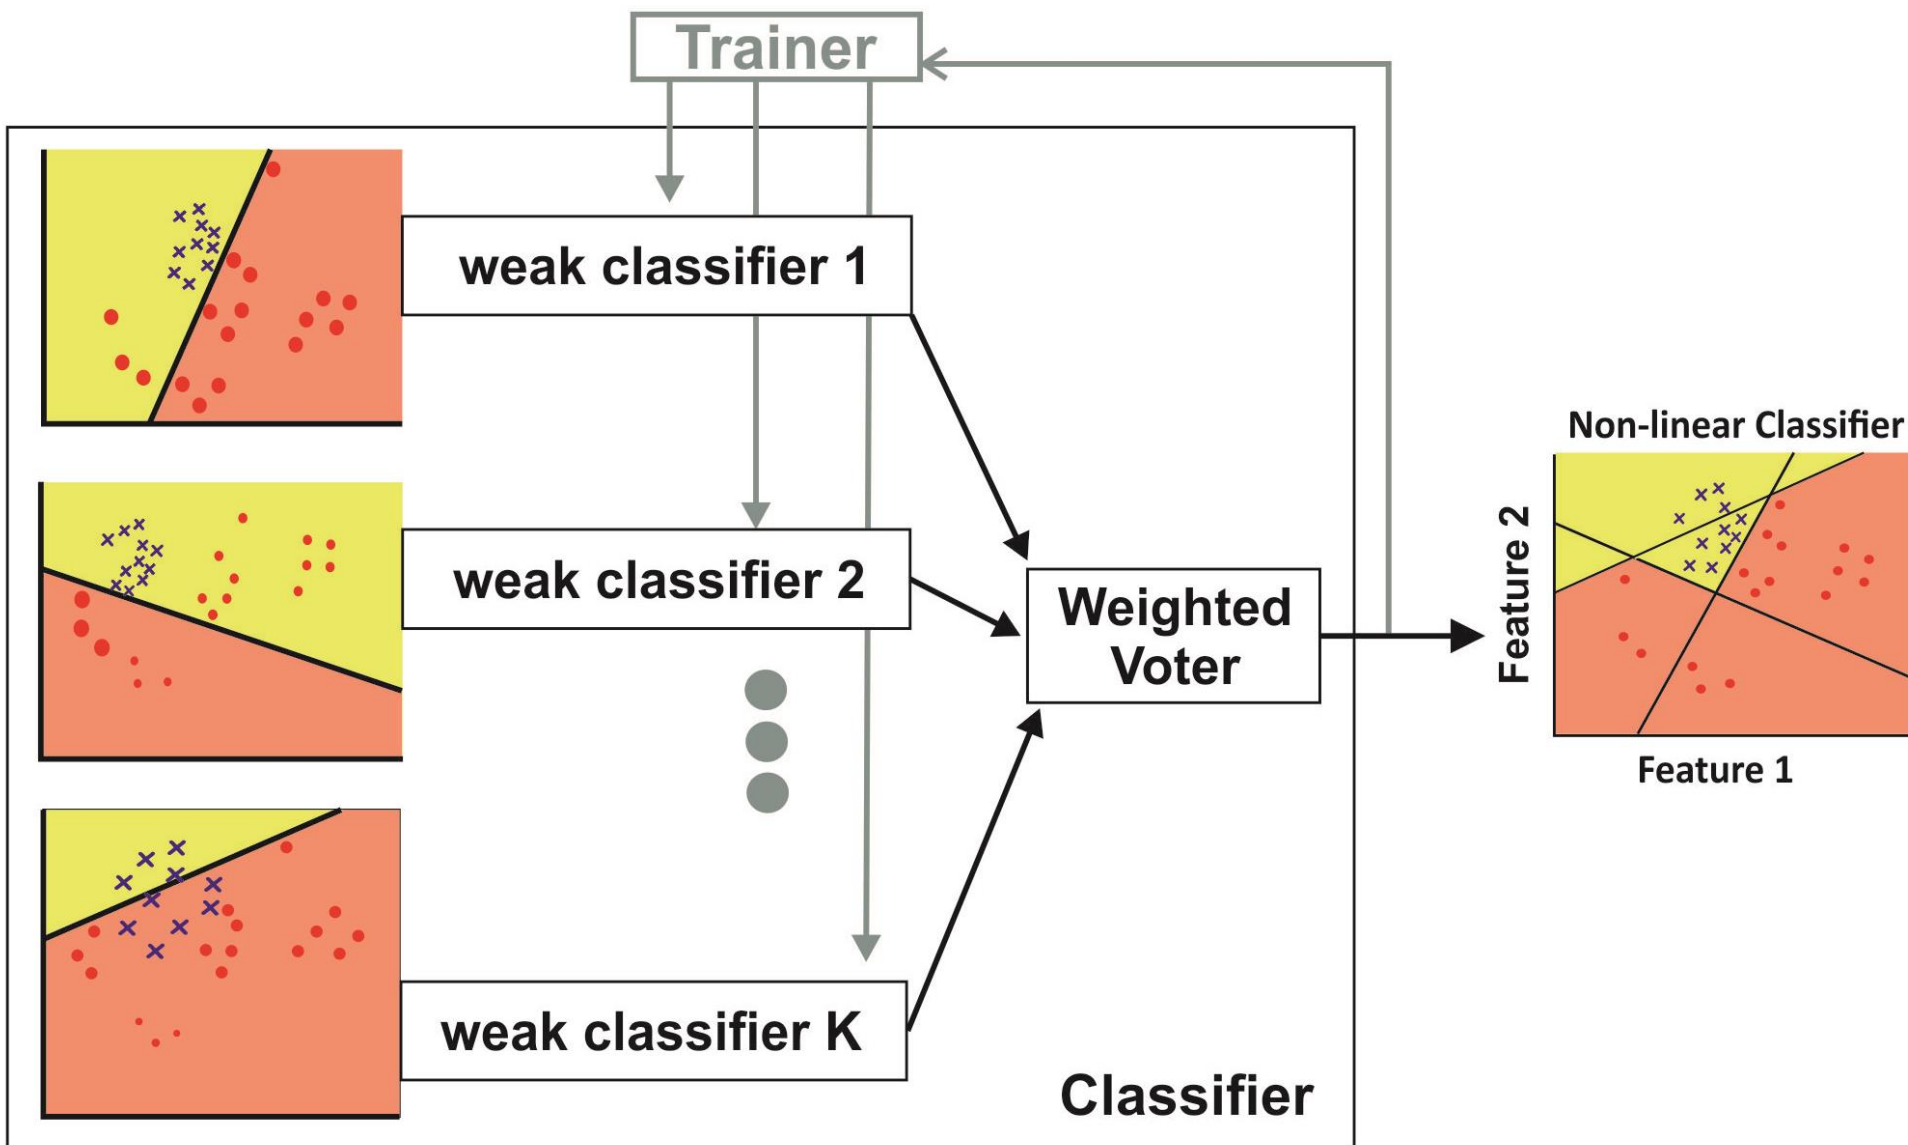 Trainer
weak classifier 1
weak classifier 2
weak classifier K
Weighted
Voter
Classifier
Non-linear Classifier
Feature 2
Feature 1